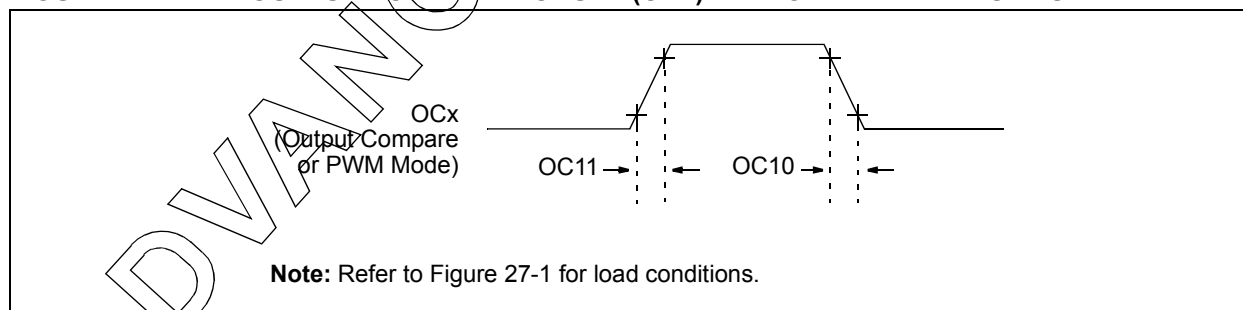 OCx
(Output Compare
or PWM Mode)
OC11
OC10
Note: Refer to Figure 27-1 for load conditions.